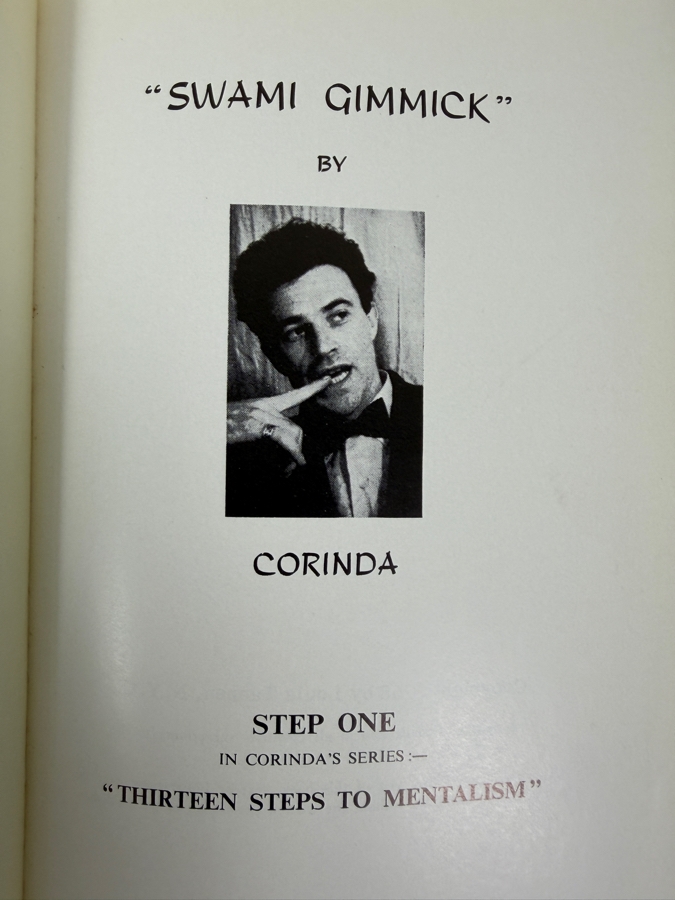 “SWAMI GIMMICK”
BY
CORINDA
STEP ONE
IN CORINDA'S SERIES:—
“THIRTEEN STEPS TO MENTALISM”